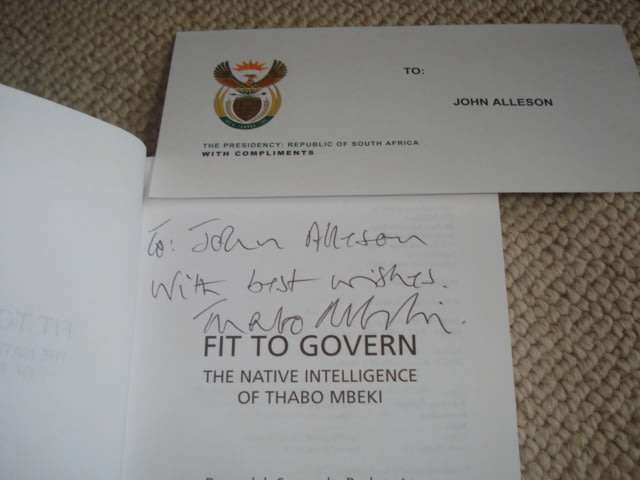 TO:
JOHN ALLESON
THE PRESIDENCY: REPUBLIC OF SOUTH AFRICA
WITH COMPLIMENTS
To: John Alleson
With best wishes.
Thabo Mbeki.
FIT TO GOVERN
THE NATIVE INTELLIGENCE
OF THABO MBEKI